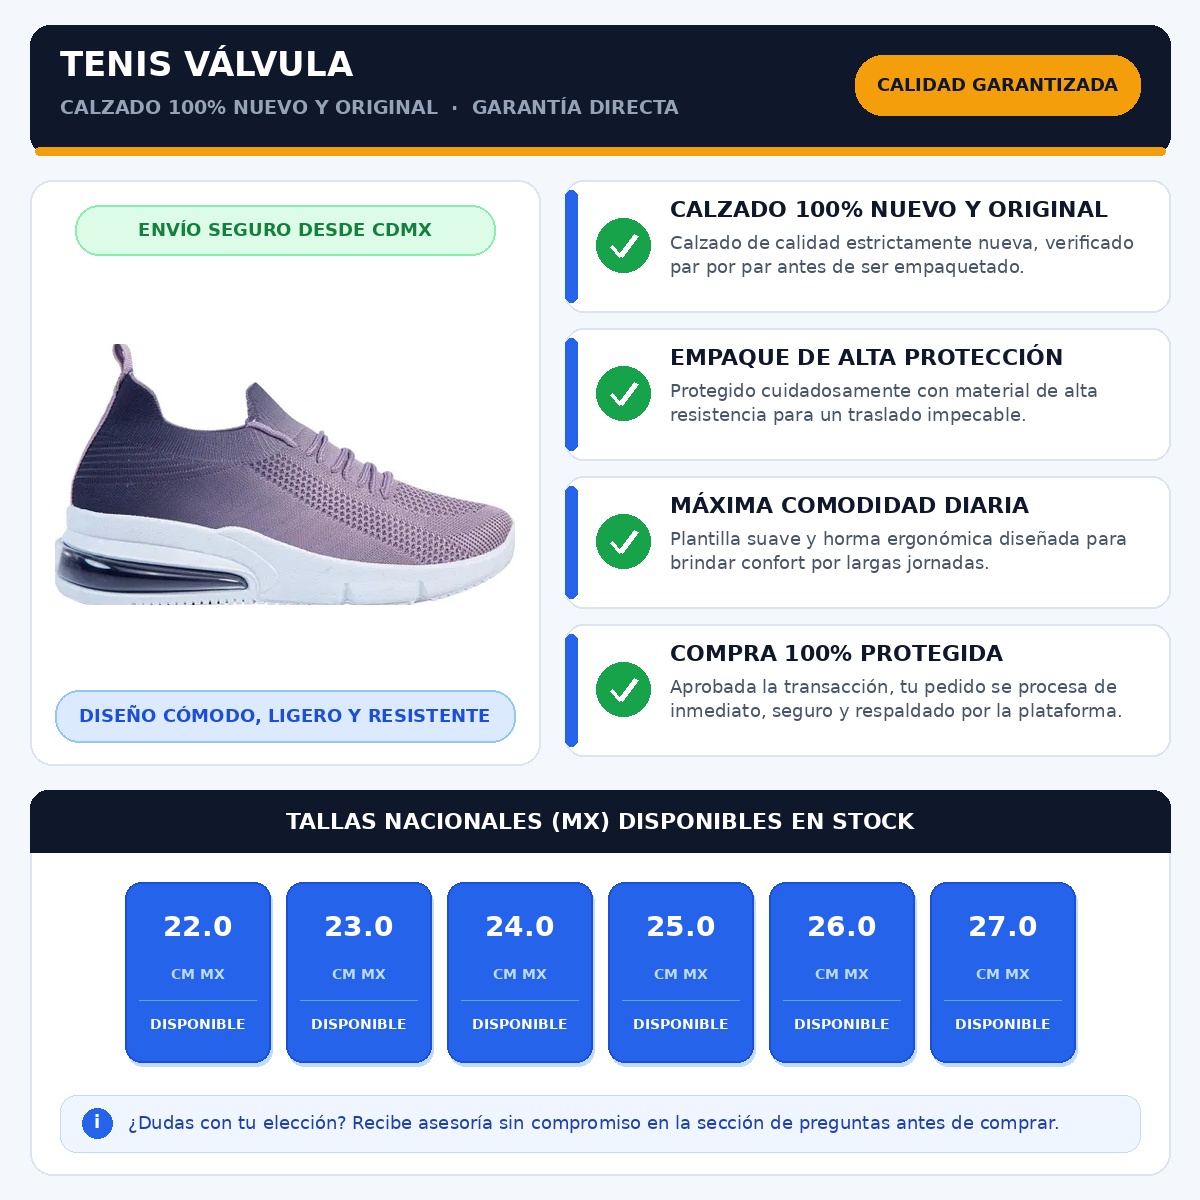 TENIS VÁLVULA
CALZADO 100% NUEVO Y ORIGINAL · GARANTÍA DIRECTA
CALIDAD GARANTIZADA
ENVÍO SEGURO DESDE CDMX
DISEÑO CÓMODO, LIGERO Y RESISTENTE
CALZADO 100% NUEVO Y ORIGINAL
Calzado de calidad estrictamente nueva, verificado
par por par antes de ser empaquetado.
EMPAQUE DE ALTA PROTECCIÓN
Protegido cuidadosamente con material de alta
resistencia para un traslado impecable.
MÁXIMA COMODIDAD DIARIA
Plantilla suave y horma ergonómica diseñada para
brindar confort por largas jornadas.
COMPRA 100% PROTEGIDA
Aprobada la transacción, tu pedido se procesa de
inmediato, seguro y respaldado por la plataforma.
TALLAS NACIONALES (MX) DISPONIBLES EN STOCK
22.0
CM MX
DISPONIBLE
23.0
CM MX
DISPONIBLE
24.0
CM MX
DISPONIBLE
25.0
CM MX
DISPONIBLE
26.0
CM MX
DISPONIBLE
27.0
CM MX
DISPONIBLE
i ¿Dudas con tu elección? Recibe asesoría sin compromiso en la sección de preguntas antes de comprar.